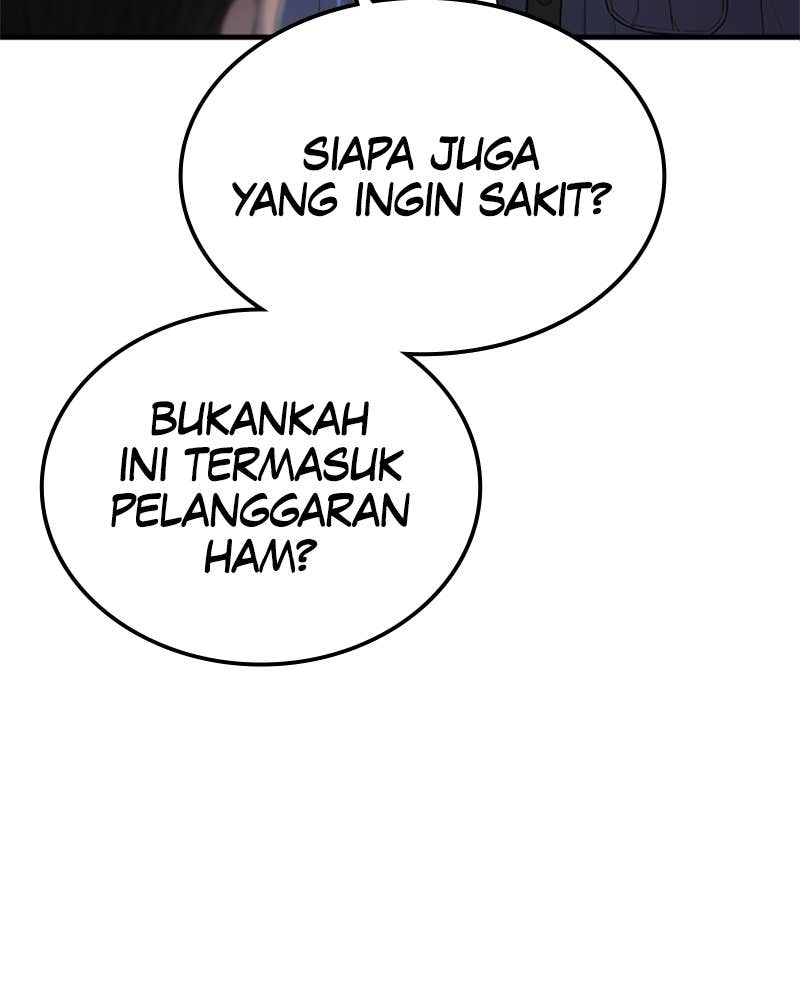 SIAPA JUGA
YANG INGIN SAKIT?
BUKANKAH
INI TERMASUK
PELANGGARAN
HAM?